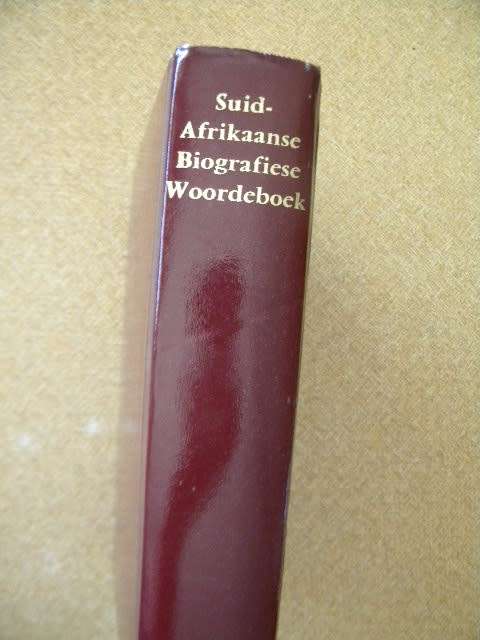 Suid-
Afrikaanse
Biografiese
Woordeboek